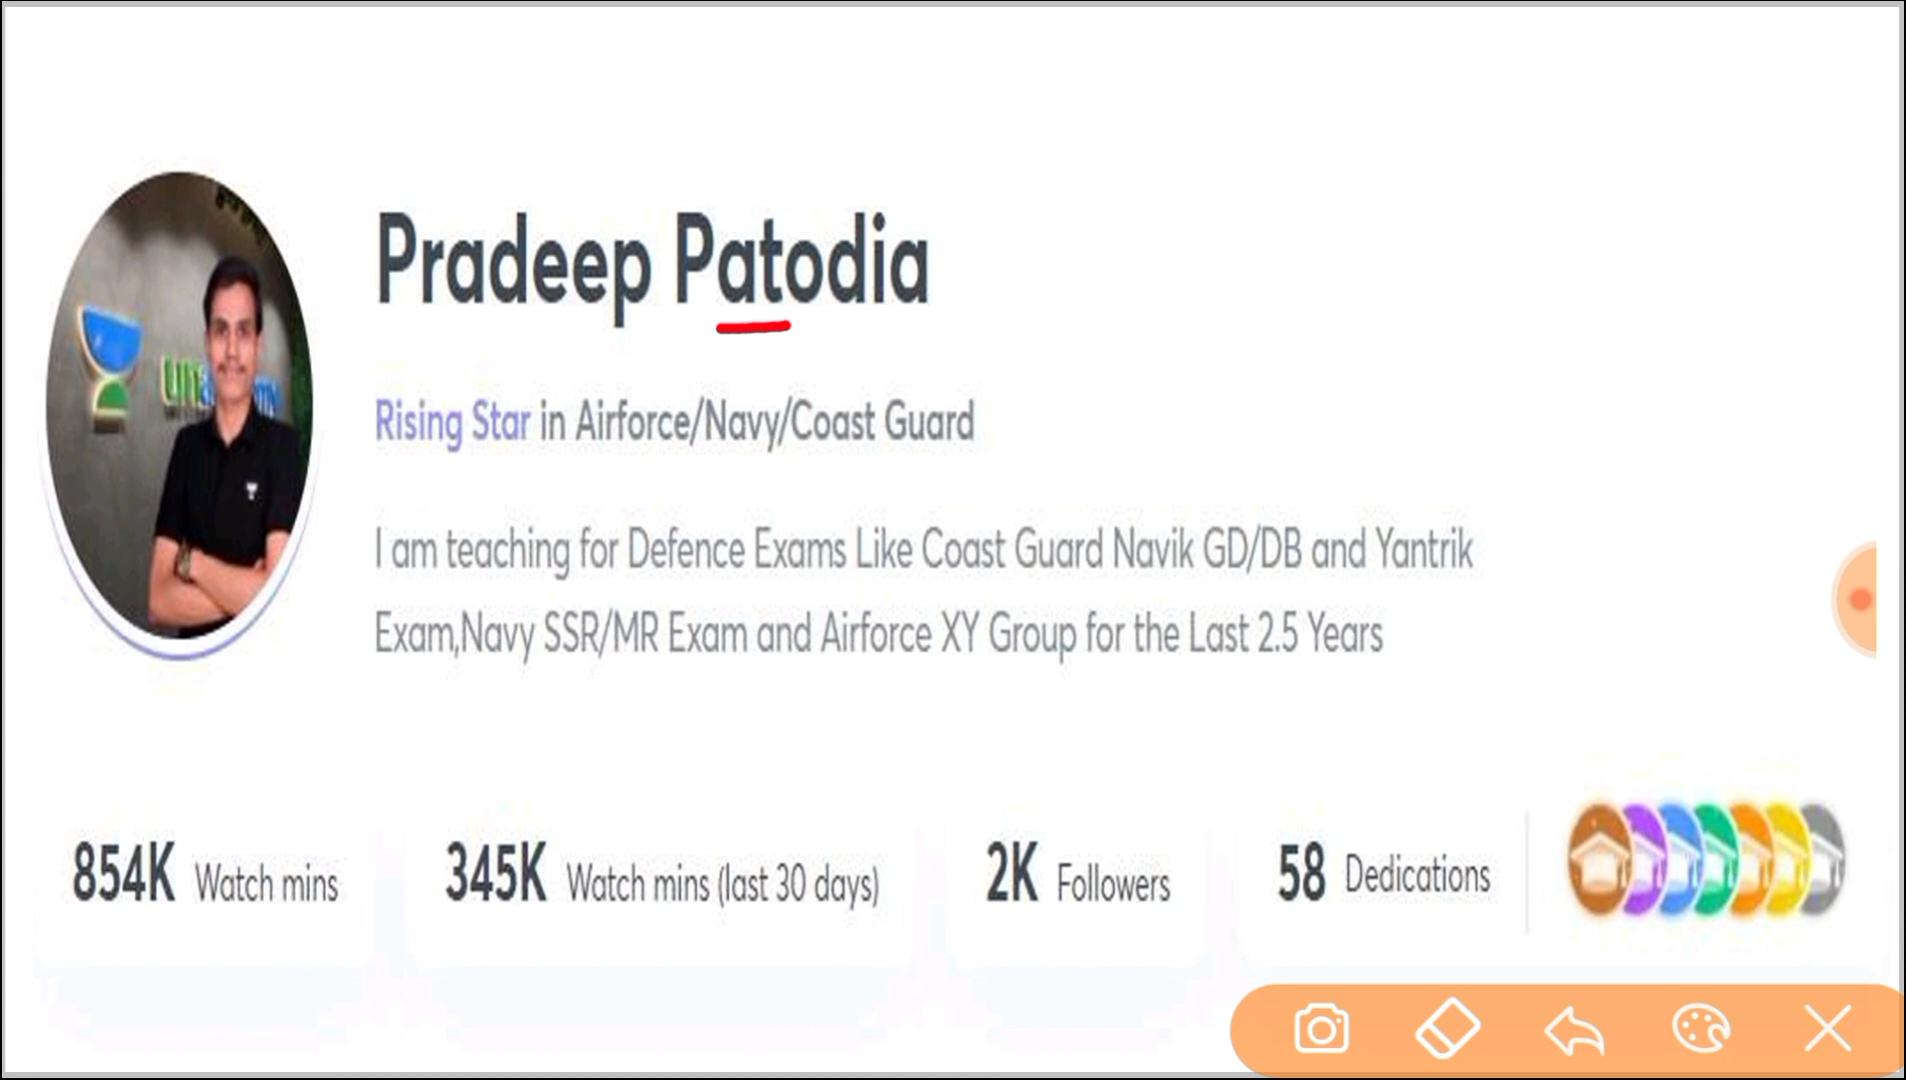 Pradeep Patodia
Rising Star in Airforce/Navy/Coast Guard
I am teaching for Defence Exams Like Coast Guard Navik GD/DB and Yantrik
Exam,Navy SSR/MR Exam and Airforce XY Group for the Last 2.5 Years
854K Watch mins 345K Watch mins (last 30 days) 2K Followers 58 Dedications